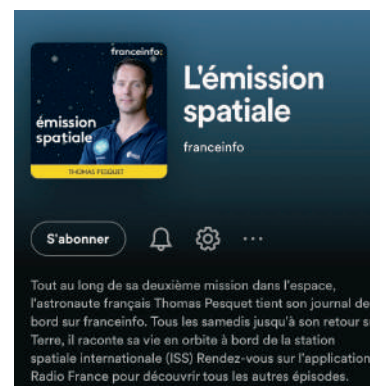 franceinfo:
émission
spatiale
THOMAS PESQUET
L'émission
spatiale
franceinfo
S'abonner
Tout au long de sa deuxième mission dans l'espace,
l'astronaute français Thomas Pesquet tient son journal de
bord sur franceinfo. Tous les samedis jusqu'à son retour s
Terre, il raconte sa vie en orbite à bord de la station
spatiale internationale (ISS) Rendez-vous sur l'application
Radio France pour découvrir tous les autres épisodes.